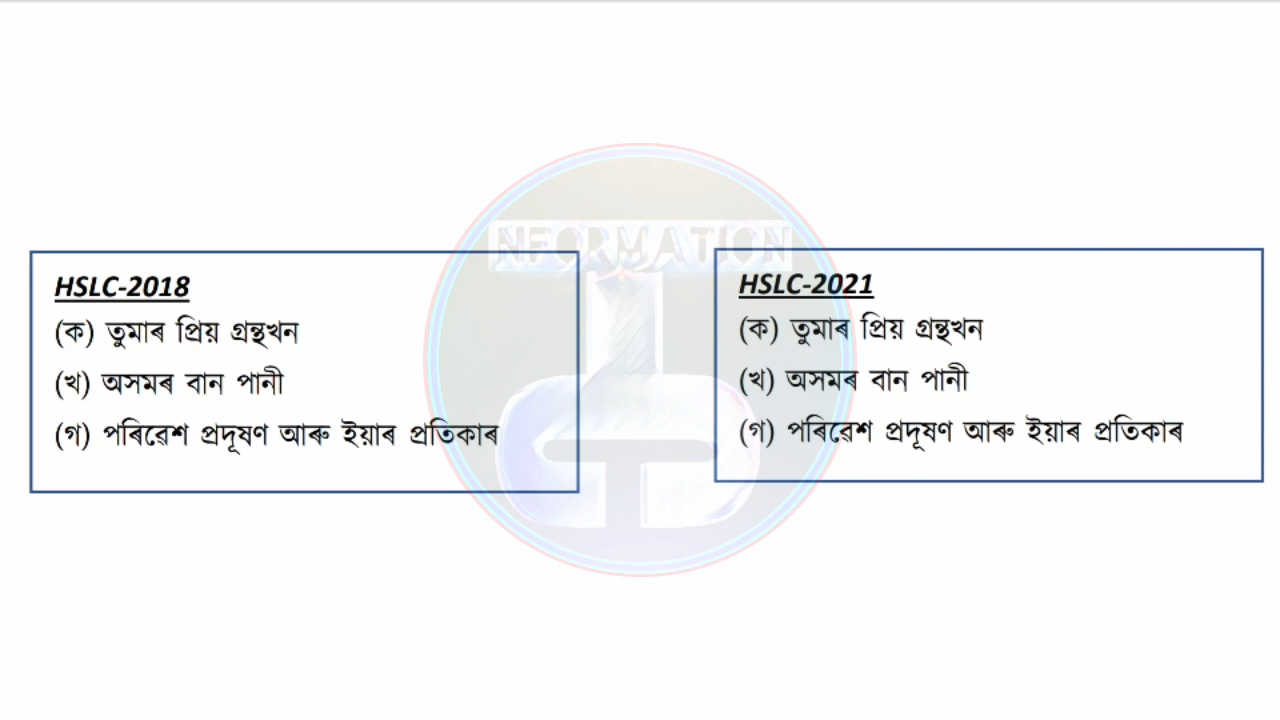 NFORMATION
HSLC-2018
(ক) তুমাৰ প্ৰিয় গ্ৰন্থখন
(খ) অসমৰ বান পানী
(গ) পৰিৱেশ প্ৰদূষণ আৰু ইয়াৰ প্ৰতিকাৰ
HSLC-2021
(ক) তুমাৰ প্ৰিয় গ্ৰন্থখন
(খ) অসমৰ বান পানী
(গ) পৰিৱেশ প্ৰদূষণ আৰু ইয়াৰ প্ৰতিকাৰ